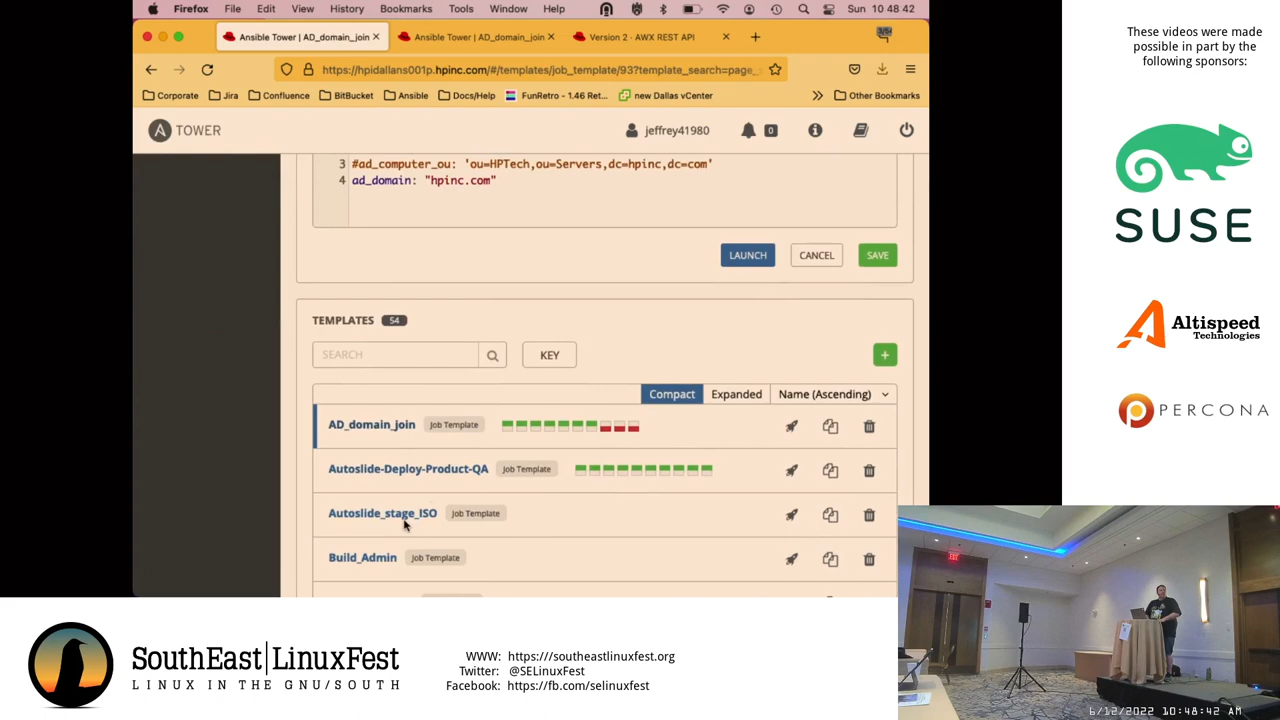 Firefox File Edit View History Bookmarks Tools Window Help Sun 10 48 42
Ansible Tower | AD_domain_join × Ansible Tower | AD_domain_join × Version 2 · AWX REST API × +
https://hpidallans001p.hpinc.com/#/templates/job_template/93?template_search=page_s
Corporate Jira Confluence BitBucket Ansible Docs/Help FunRetro - 1.46 Ret... new Dallas vCenter » Other Bookmarks
A TOWER jeffrey41980 0
3 #ad_computer_ou: 'ou=HPTech,ou=Servers,dc=hpinc,dc=com'
4 ad_domain: "hpinc.com"
LAUNCH CANCEL SAVE
TEMPLATES 54
SEARCH KEY +
Compact Expanded Name (Ascending)
AD_domain_join Job Template
Autoslide-Deploy-Product-QA Job Template
Autoslide_stage_ISO Job Template
Build_Admin Job Template
These videos were made
possible in part by the
following sponsors:
SUSE
Altispeed
Technologies
PERCONA
SouthEast|LinuxFest
LINUX IN THE GNU/SOUTH
WWW: https:///southeastlinuxfest.org
Twitter: @SELinuxFest
Facebook: https://fb.com/selinuxfest
6/12/2022 10:48:42 AM